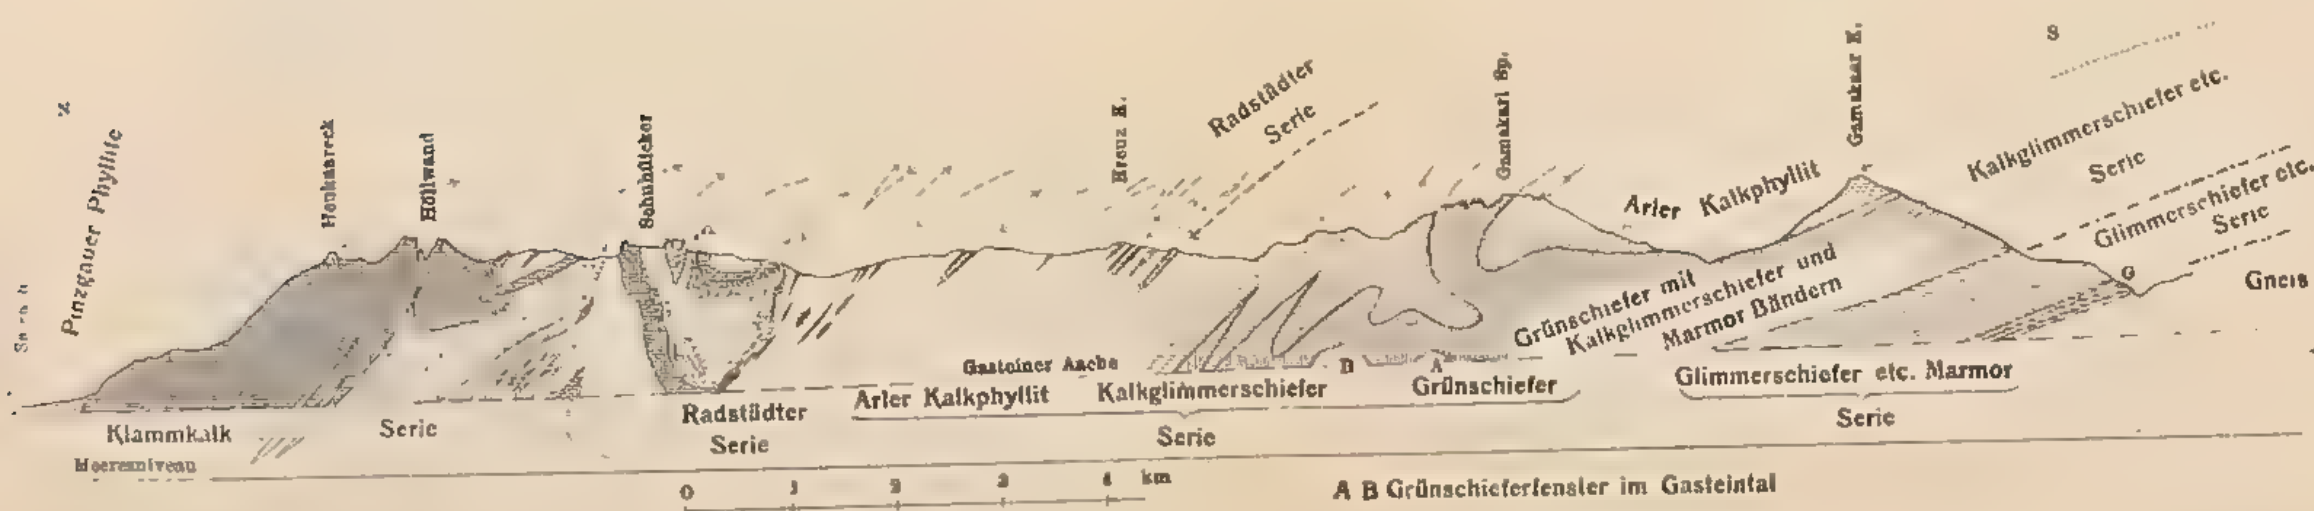 S
Pinzgauer Phyllite
Höllwand
Schuhflicker
Kreuz K.
Radstädter
Serie
Gamskarl Sp.
Arler Kalkphyllit
Gamskaar K.
Kalkglimmerschiefer etc.
Serie
Glimmerschiefer etc.
Serie
G
Gneis
Grünschiefer mit
Kalkglimmerschiefer und
Marmor Bändern
Gasteiner Aache
B
A
Klammkalk
Serie
Radstädter
Serie
Arler Kalkphyllit
Kalkglimmerschiefer
Grünschiefer
Serie
Glimmerschiefer etc. Marmor
Serie
Meeresniveau
0 1 2 3 4 km
A B Grünschieferfenster im Gasteintal